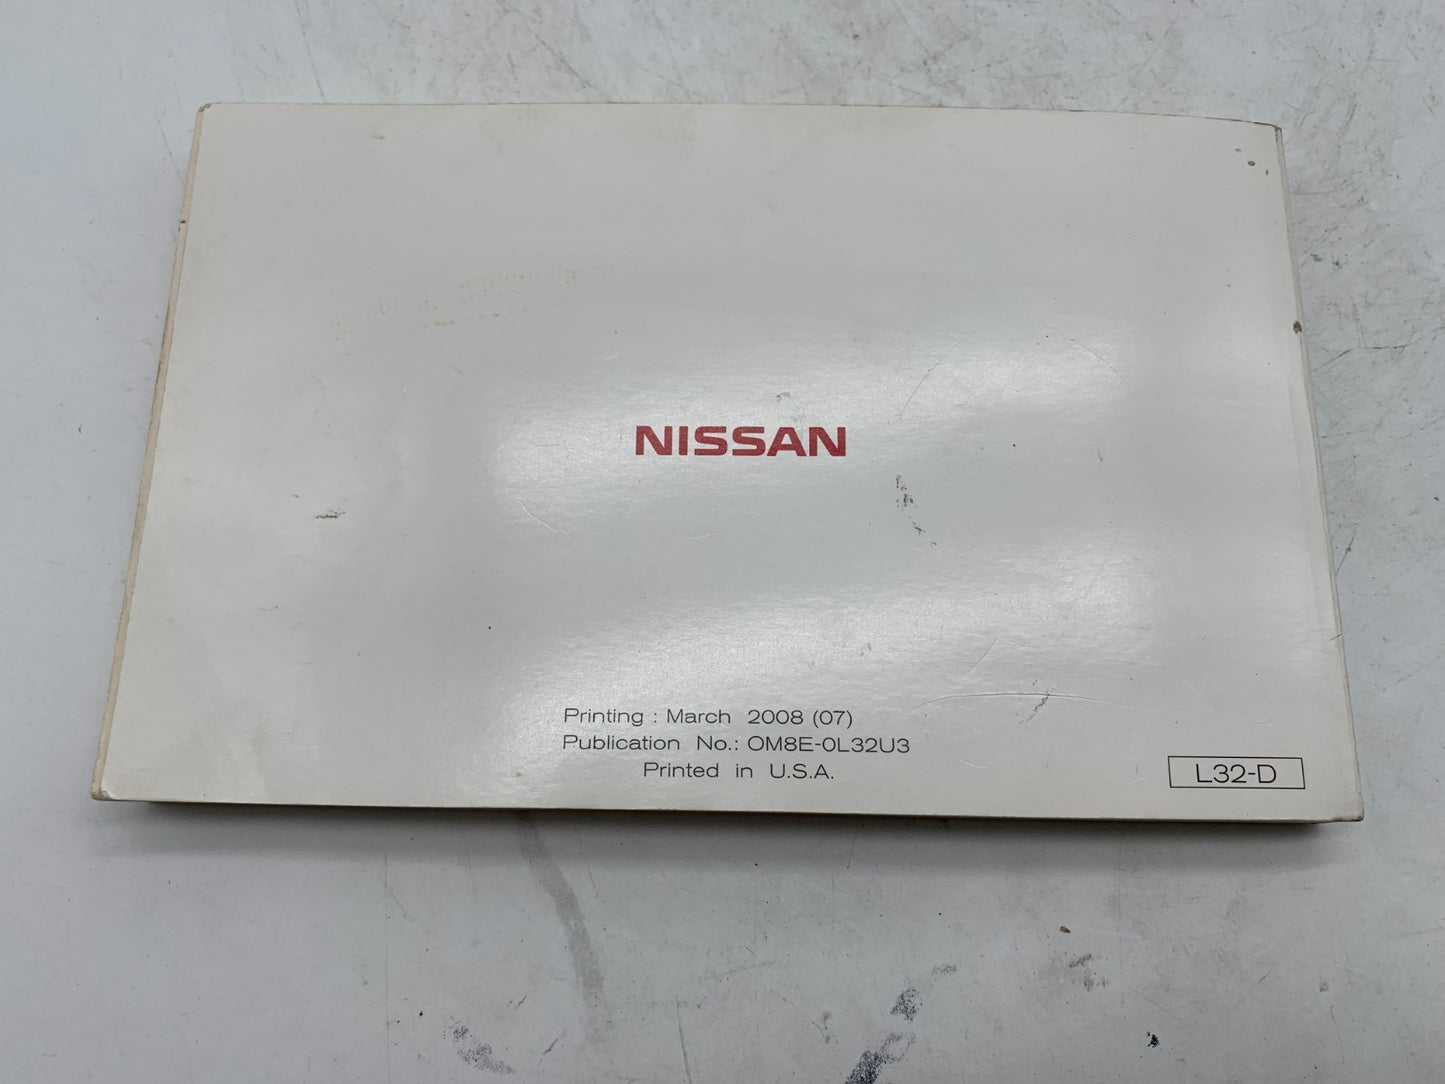 NISSAN
Printing : March 2008 (07)
Publication No.: OM8E-0L32U3
Printed in U.S.A.
L32-D